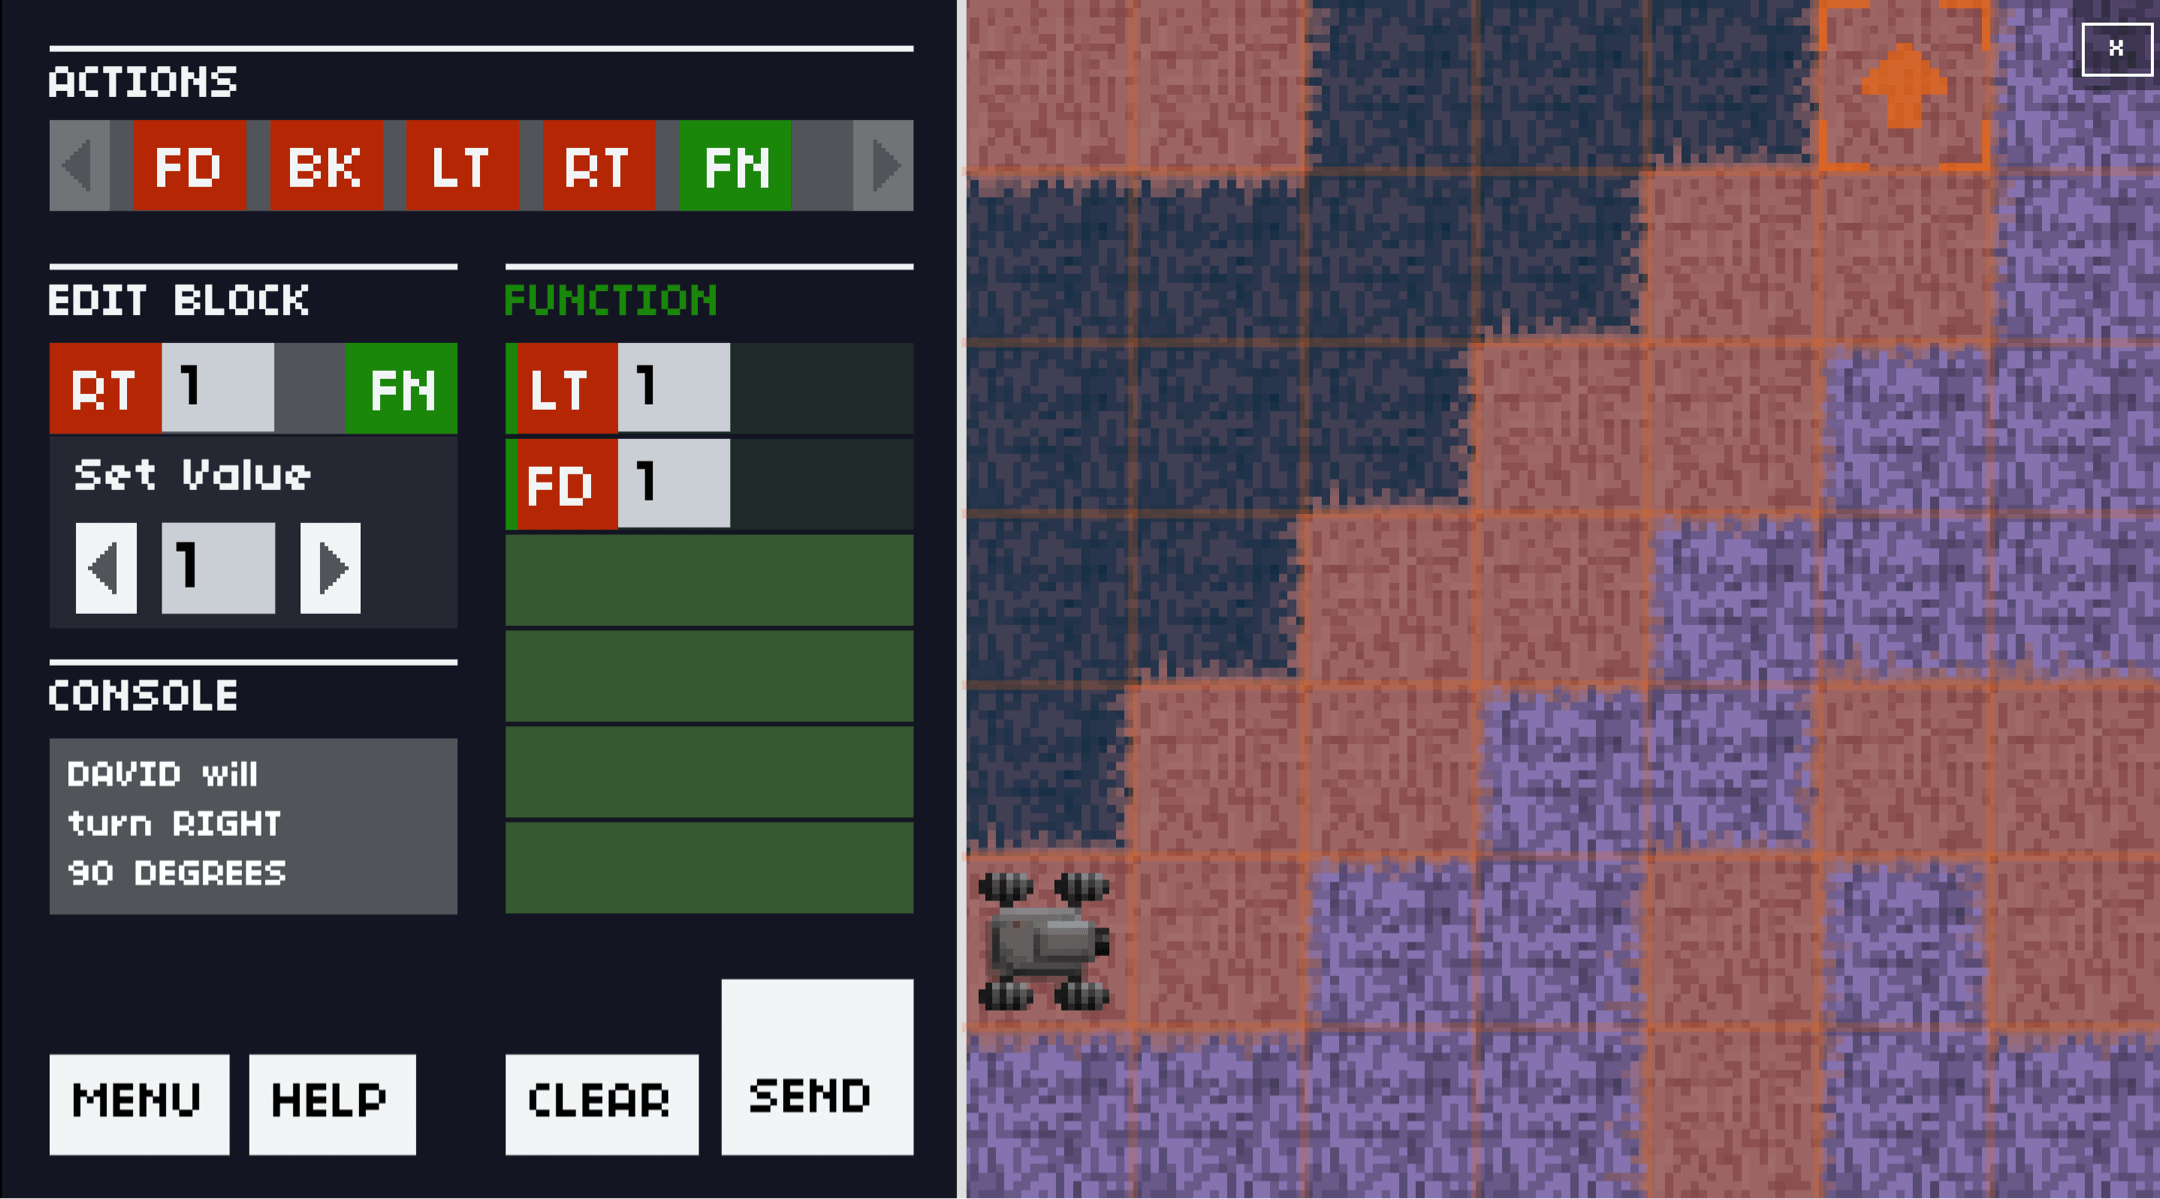 ACTIONS
FD BK LT RT FN
EDIT BLOCK
RT 1 FN
Set Value
1
FUNCTION
LT 1
FD 1
CONSOLE
DAVID will
turn RIGHT
90 DEGREES
MENU HELP CLEAR SEND
x